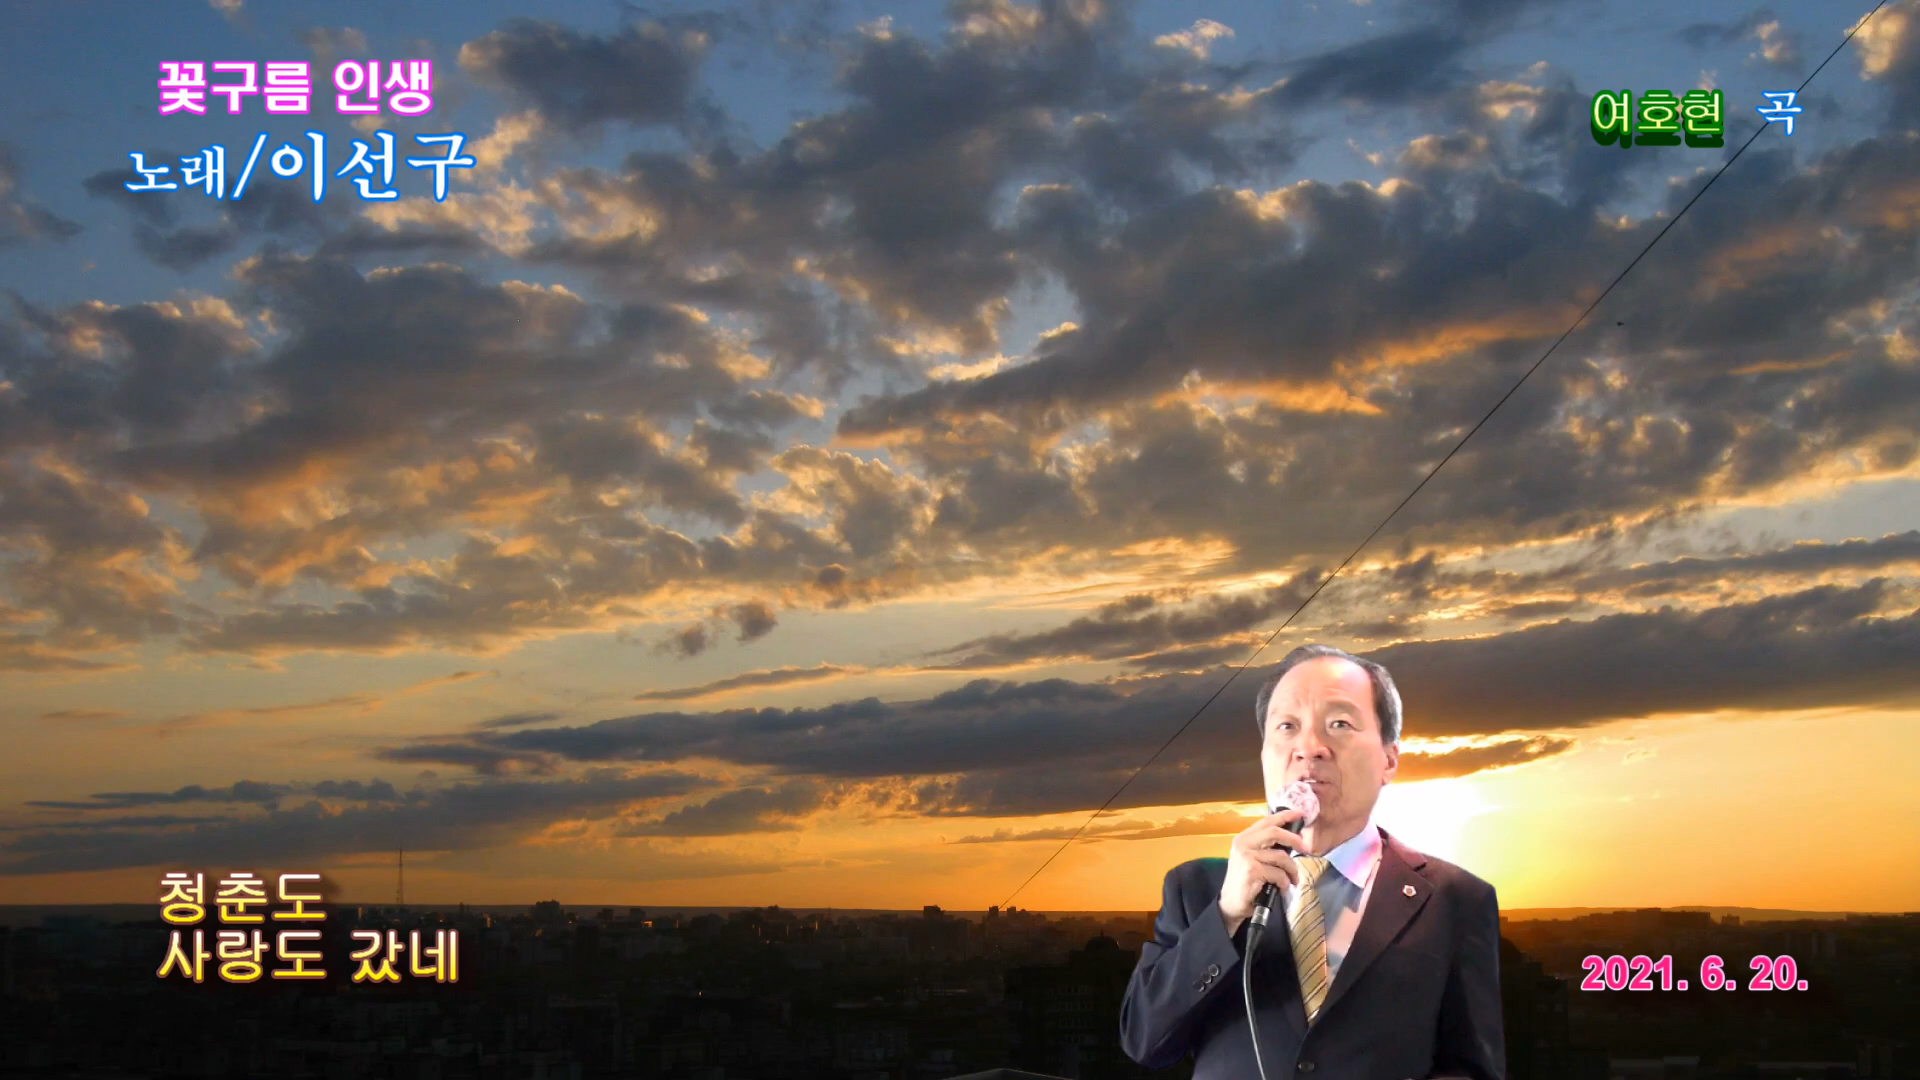 꽃구름 인생
노래/이선구
여호현 곡
청춘도
사랑도 갔네
2021. 6. 20.